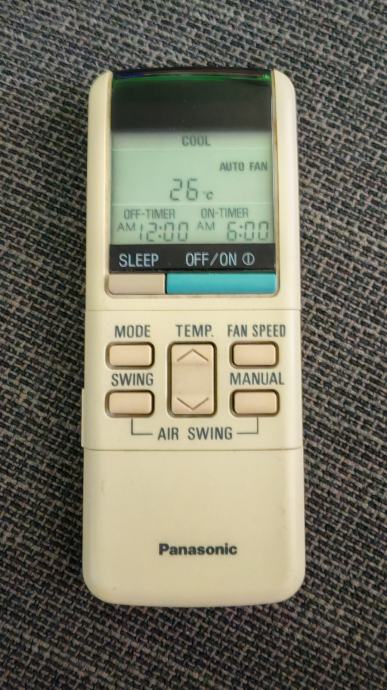 COOL
AUTO FAN
26 °C
OFF-TIMER ON-TIMER
AM 12:00 AM 6:00
SLEEP OFF/ON
MODE TEMP. FAN SPEED
SWING MANUAL
AIR SWING
Panasonic